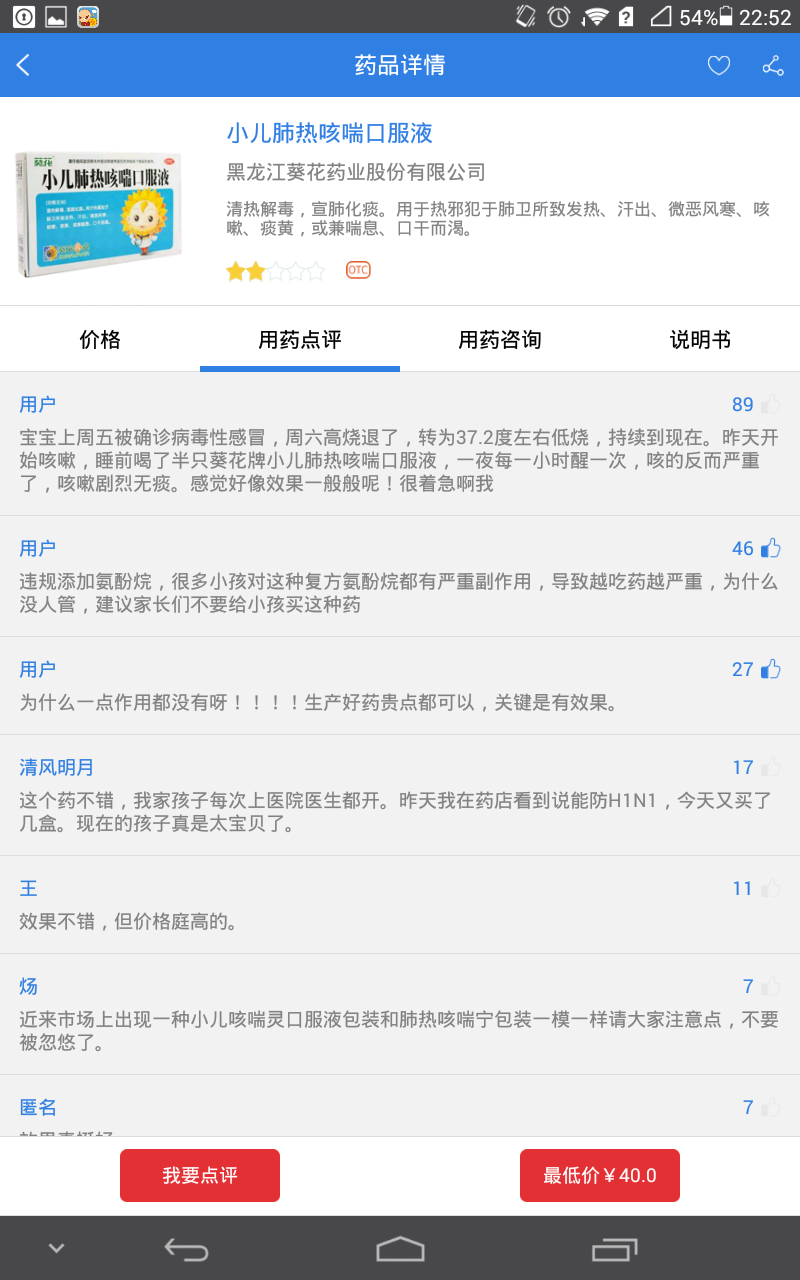 54% 22:52
药品详情
小儿肺热咳喘口服液
黑龙江葵花药业股份有限公司
清热解毒，宣肺化痰。用于热邪犯于肺卫所致发热、汗出、微恶风寒、咳
嗽、痰黄，或兼喘息、口干而渴。
OTC
葵花
小儿肺热咳喘口服液
价格
用药点评
用药咨询
说明书
用户 89
宝宝上周五被确诊病毒性感冒，周六高烧退了，转为37.2度左右低烧，持续到现在。昨天开
始咳嗽，睡前喝了半只葵花牌小儿肺热咳喘口服液，一夜每一小时醒一次，咳的反而严重
了，咳嗽剧烈无痰。感觉好像效果一般般呢！很着急啊我
用户 46
违规添加氨酚烷，很多小孩对这种复方氨酚烷都有严重副作用，导致越吃药越严重，为什么
没人管，建议家长们不要给小孩买这种药
用户 27
为什么一点作用都没有呀！！！！生产好药贵点都可以，关键是有效果。
清风明月 17
这个药不错，我家孩子每次上医院医生都开。昨天我在药店看到说能防H1N1，今天又买了
几盒。现在的孩子真是太宝贝了。
王 11
效果不错，但价格庭高的。
炀 7
近来市场上出现一种小儿咳喘灵口服液包装和肺热咳喘宁包装一模一样请大家注意点，不要
被忽悠了。
匿名 7
我要点评
最低价￥40.0